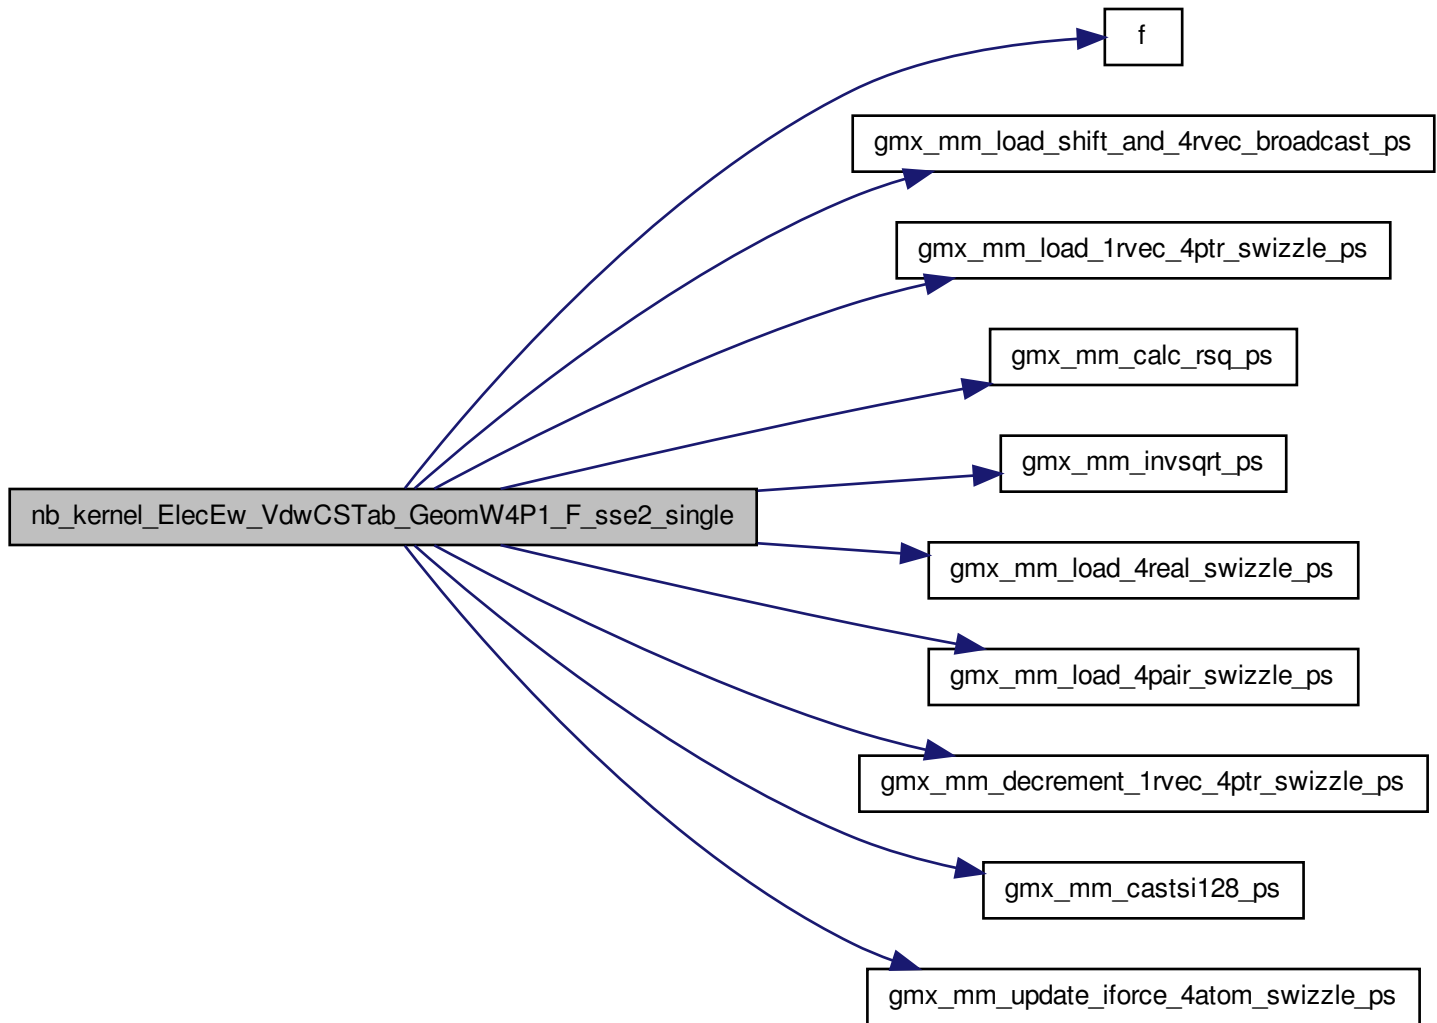 f
gmx_mm_load_shift_and_4rvec_broadcast_ps
gmx_mm_load_1rvec_4ptr_swizzle_ps
gmx_mm_calc_rsq_ps
gmx_mm_invsqrt_ps
nb_kernel_ElecEw_VdwCSTab_GeomW4P1_F_sse2_single
gmx_mm_load_4real_swizzle_ps
gmx_mm_load_4pair_swizzle_ps
gmx_mm_decrement_1rvec_4ptr_swizzle_ps
gmx_mm_castsi128_ps
gmx_mm_update_iforce_4atom_swizzle_ps